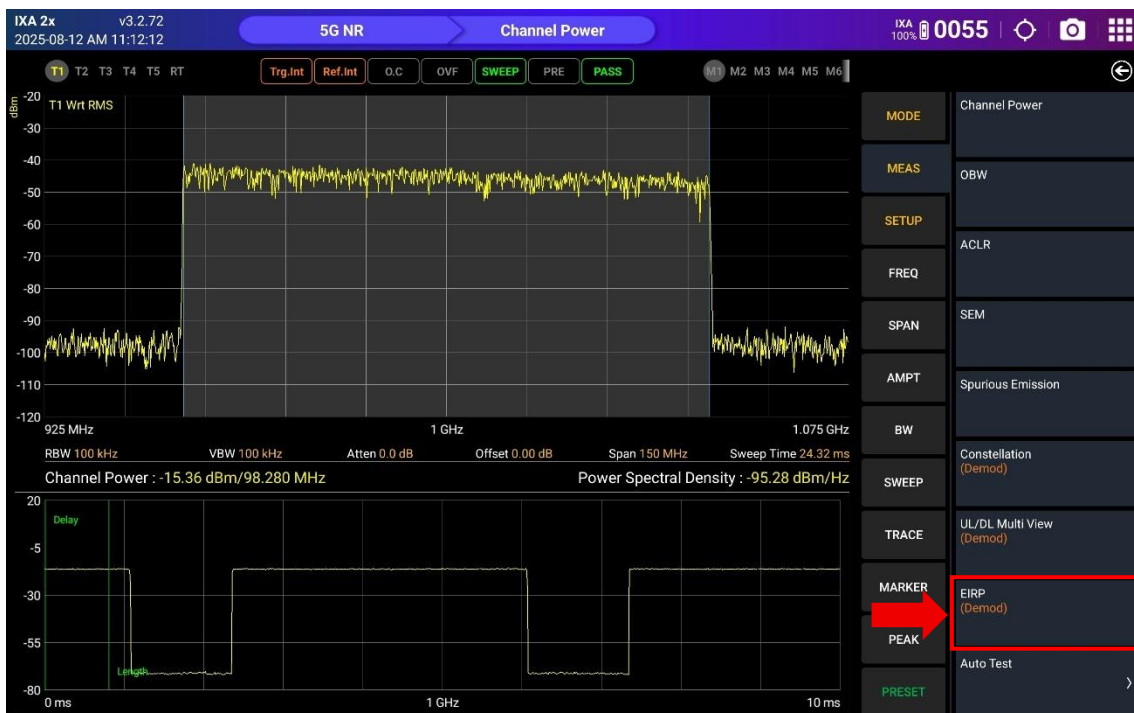 IXA 2x v3.2.72
2025-08-12 AM 11:12:12
5G NR
Channel Power
IXA
100%
0055
T1 T2 T3 T4 T5 RT
Trg.Int Ref.Int O.C OVF SWEEP PRE PASS
M1 M2 M3 M4 M5 M6
dBm
T1 Wrt RMS
-20
-30
-40
-50
-60
-70
-80
-90
-100
-110
-120
925 MHz 1 GHz 1.075 GHz
RBW 100 kHz VBW 100 kHz Atten 0.0 dB Offset 0.00 dB Span 150 MHz Sweep Time 24.32 ms
Channel Power : -15.36 dBm/98.280 MHz Power Spectral Density : -95.28 dBm/Hz
20
Delay
-5
-30
-55
Length
-80
0 ms 1 GHz 10 ms
MODE
MEAS
SETUP
FREQ
SPAN
AMPT
BW
SWEEP
TRACE
MARKER
PEAK
PRESET
Channel Power
OBW
ACLR
SEM
Spurious Emission
Constellation
(Demod)
UL/DL Multi View
(Demod)
EIRP
(Demod)
Auto Test